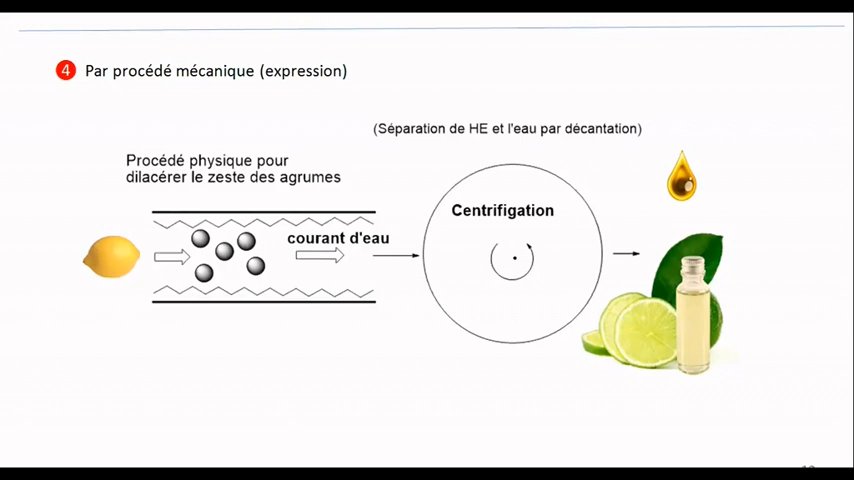 4 Par procédé mécanique (expression)
(Séparation de HE et l'eau par décantation)
Procédé physique pour
dilacérer le zeste des agrumes
Centrifigation
courant d'eau